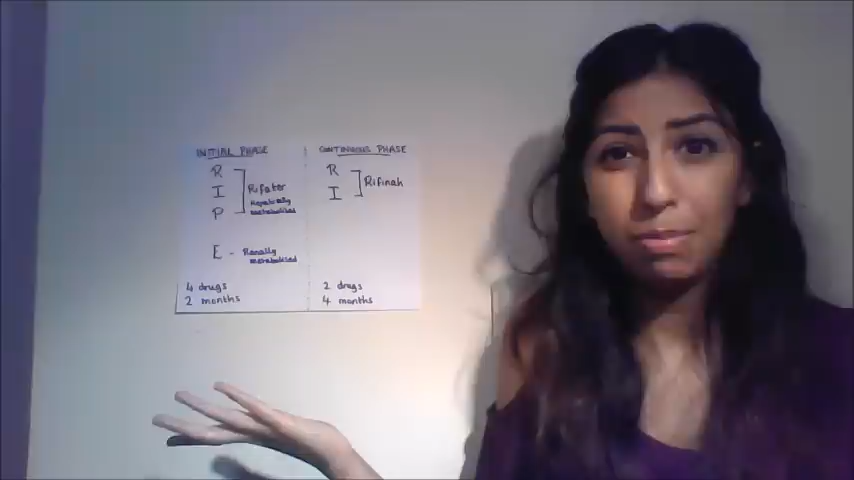 INITIAL PHASE
R
I
P
Rifater
Hepatically
metabolised
E - Renally
metabolised
4 drugs
2 months
CONTINUOUS PHASE
R
I
Rifinah
2 drugs
4 months